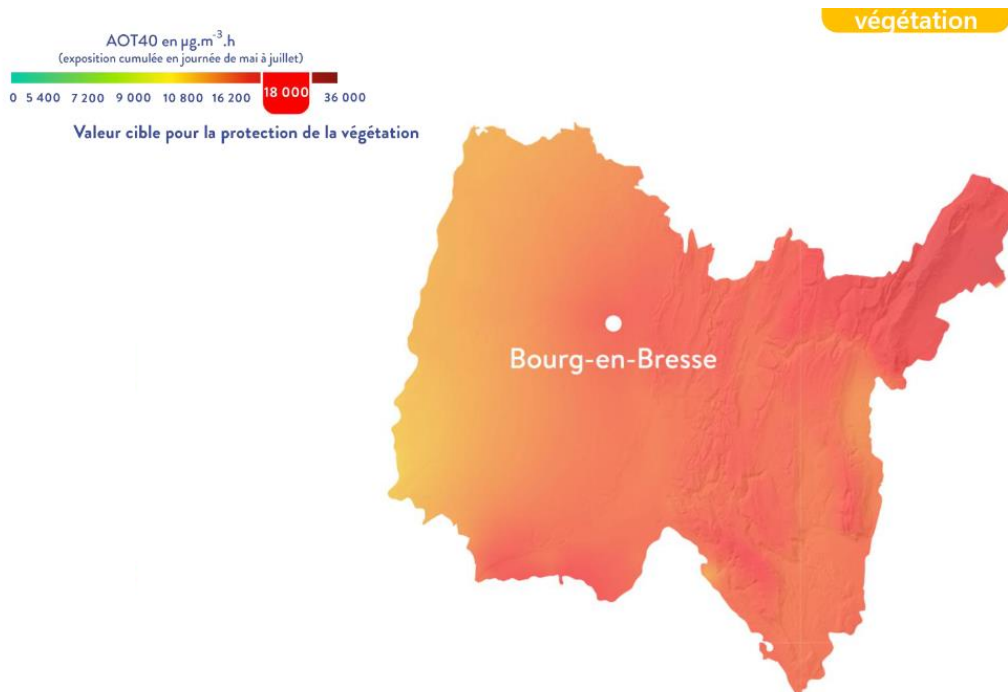 végétation
AOT40 en µg.m⁻³.h
(exposition cumulée en journée de mai à juillet)
0 5 400 7 200 9 000 10 800 16 200 18 000 36 000
Valeur cible pour la protection de la végétation
Bourg-en-Bresse